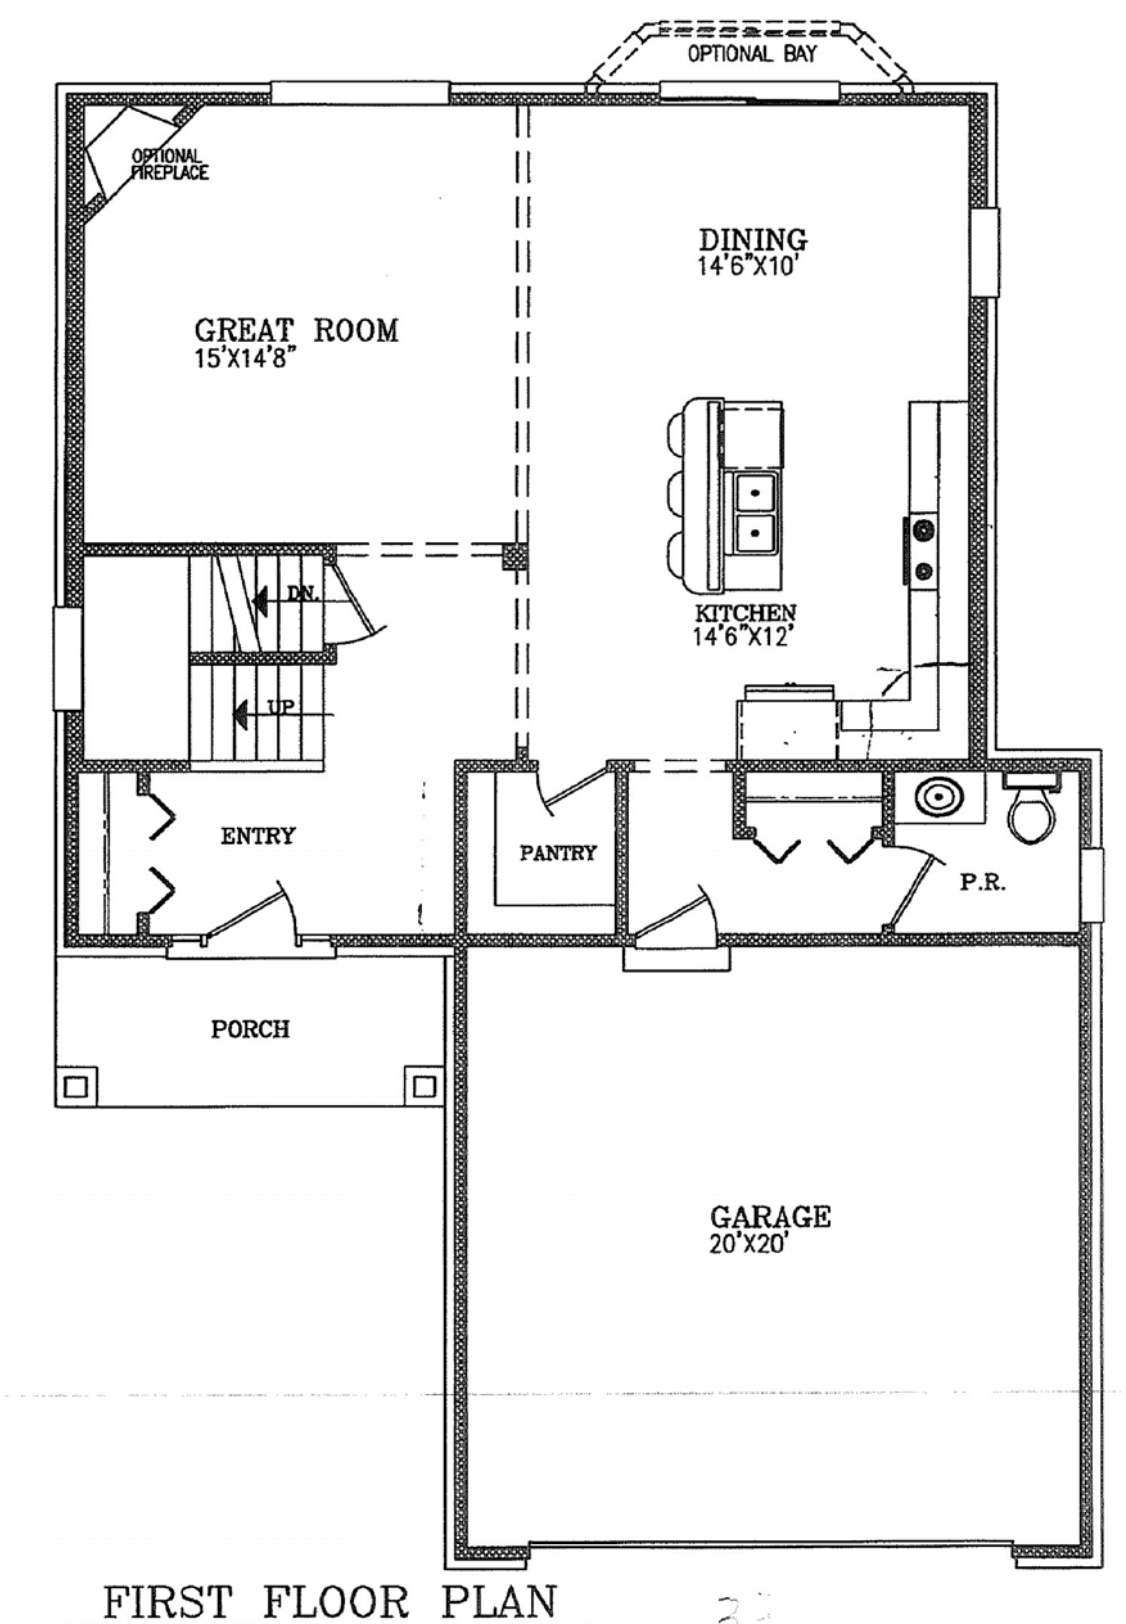 OPTIONAL BAY
OPTIONAL
FIREPLACE
DINING
14'6"X10'
GREAT ROOM
15'X14'8"
DN.
KITCHEN
14'6"X12'
UP
ENTRY
PANTRY
P.R.
PORCH
GARAGE
20'X20'
FIRST FLOOR PLAN